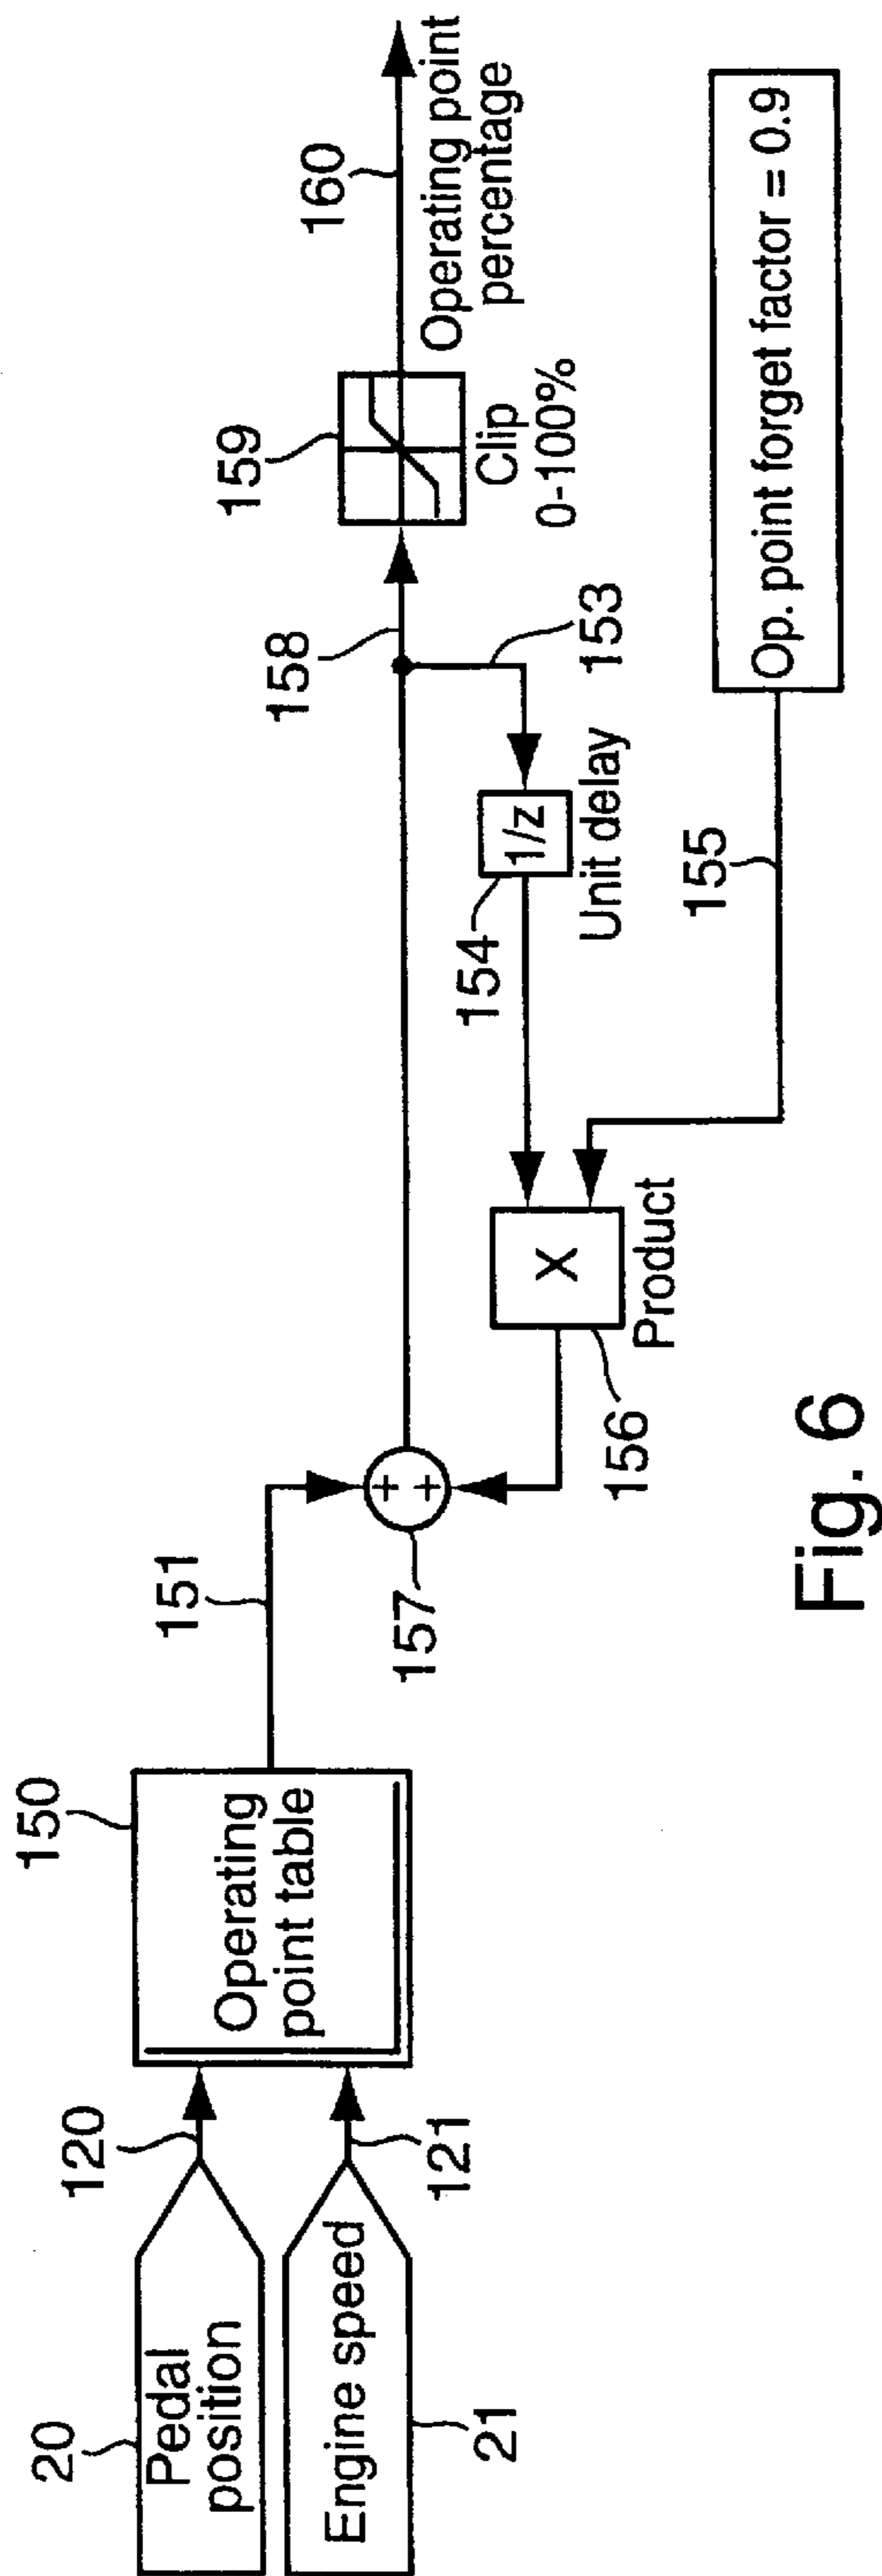 20
Pedal
position
120
Engine speed
21
121
150
Operating
point table
151
157
+
+
158
159
Clip
0-100%
160
Operating point
percentage
153
154
1/z
Unit delay
X
Product
156
155
Op. point forget factor = 0.9
Fig. 6